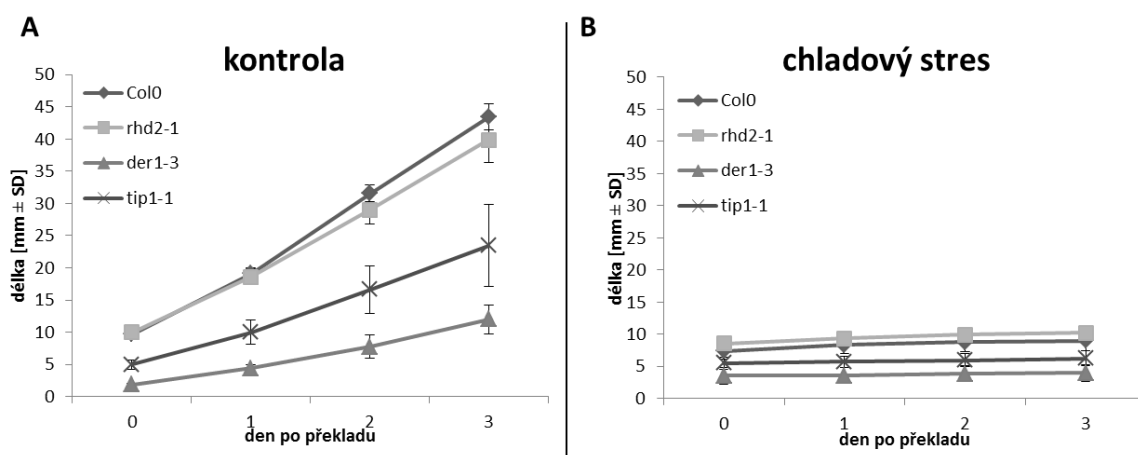 A
kontrola
50
45
40
35
30
25
20
15
10
5
0
délka [mm ± SD]
Col0
rhd2-1
der1-3
tip1-1
0 1 2 3
den po překladu
B
chladový stres
50
45
40
35
30
25
20
15
10
5
0
délka [mm ± SD]
Col0
rhd2-1
der1-3
tip1-1
0 1 2 3
den po překladu